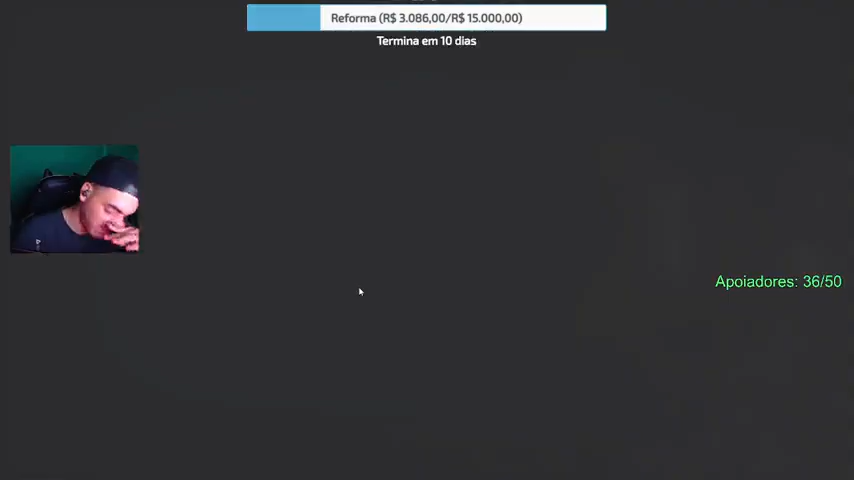 Reforma (R$ 3.086,00/R$ 15.000,00)
Termina em 10 dias
Apoiadores: 36/50